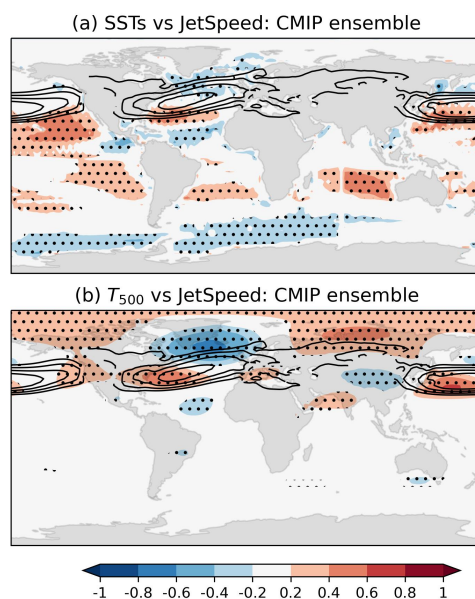 (a) SSTs vs JetSpeed: CMIP ensemble
(b) T500 vs JetSpeed: CMIP ensemble
-1 -0.8 -0.6 -0.4 -0.2 0.2 0.4 0.6 0.8 1